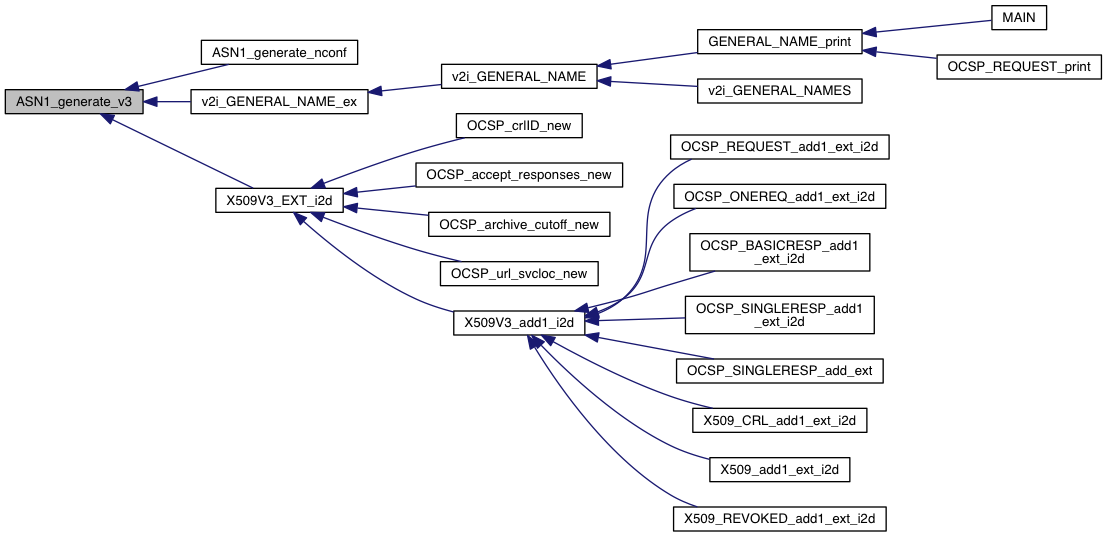 MAIN
ASN1_generate_nconf
GENERAL_NAME_print
OCSP_REQUEST_print
v2i_GENERAL_NAME
ASN1_generate_v3
v2i_GENERAL_NAME_ex
v2i_GENERAL_NAMES
OCSP_crlID_new
OCSP_REQUEST_add1_ext_i2d
OCSP_accept_responses_new
X509V3_EXT_i2d
OCSP_ONEREQ_add1_ext_i2d
OCSP_archive_cutoff_new
OCSP_BASICRESP_add1
_ext_i2d
OCSP_url_svcloc_new
OCSP_SINGLERESP_add1
_ext_i2d
X509V3_add1_i2d
OCSP_SINGLERESP_add_ext
X509_CRL_add1_ext_i2d
X509_add1_ext_i2d
X509_REVOKED_add1_ext_i2d